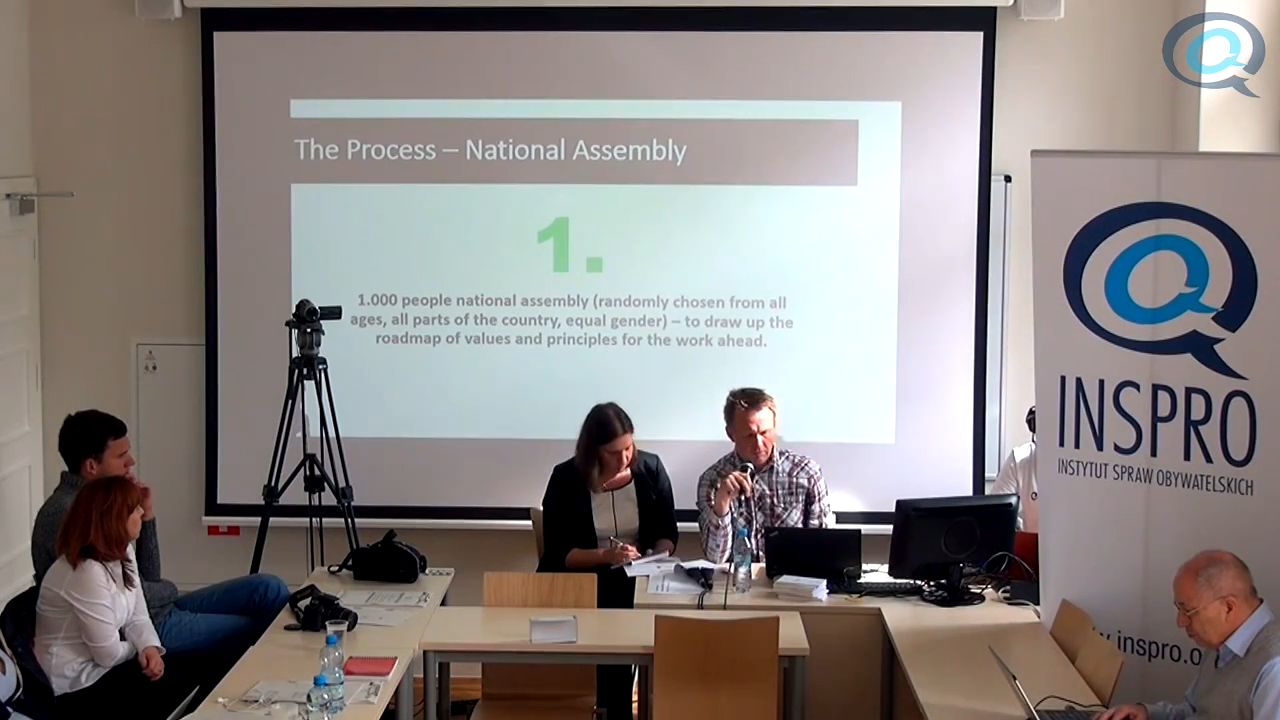 The Process – National Assembly
1.
1.000 people national assembly (randomly chosen from all
ages, all parts of the country, equal gender) – to draw up the
roadmap of values and principles for the work ahead.
INSPRO
INSTYTUT SPRAW OBYWATELSKICH
inspro.o